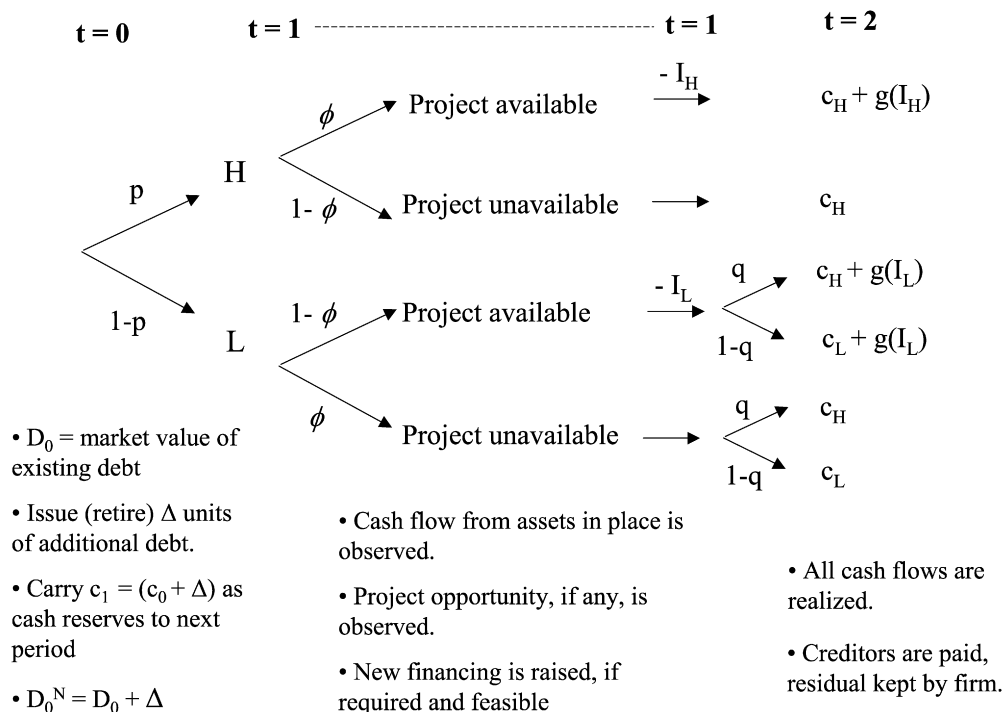 t = 0 t = 1 t = 1 t = 2
- I_H
ϕ Project available c_H + g(I_H)
H
p 1- ϕ Project unavailable c_H
q c_H + g(I_L)
- I_L
1-ϕ Project available
1-p L 1-q c_L + g(I_L)
q c_H
ϕ Project unavailable
1-q c_L
• D_0 = market value of
existing debt
• Issue (retire) Δ units
of additional debt.
• Carry c_1 = (c_0 + Δ) as
cash reserves to next
period
• D_0^N = D_0 + Δ
• Cash flow from assets in place is
observed.
• Project opportunity, if any, is
observed.
• New financing is raised, if
required and feasible
• All cash flows are
realized.
• Creditors are paid,
residual kept by firm.